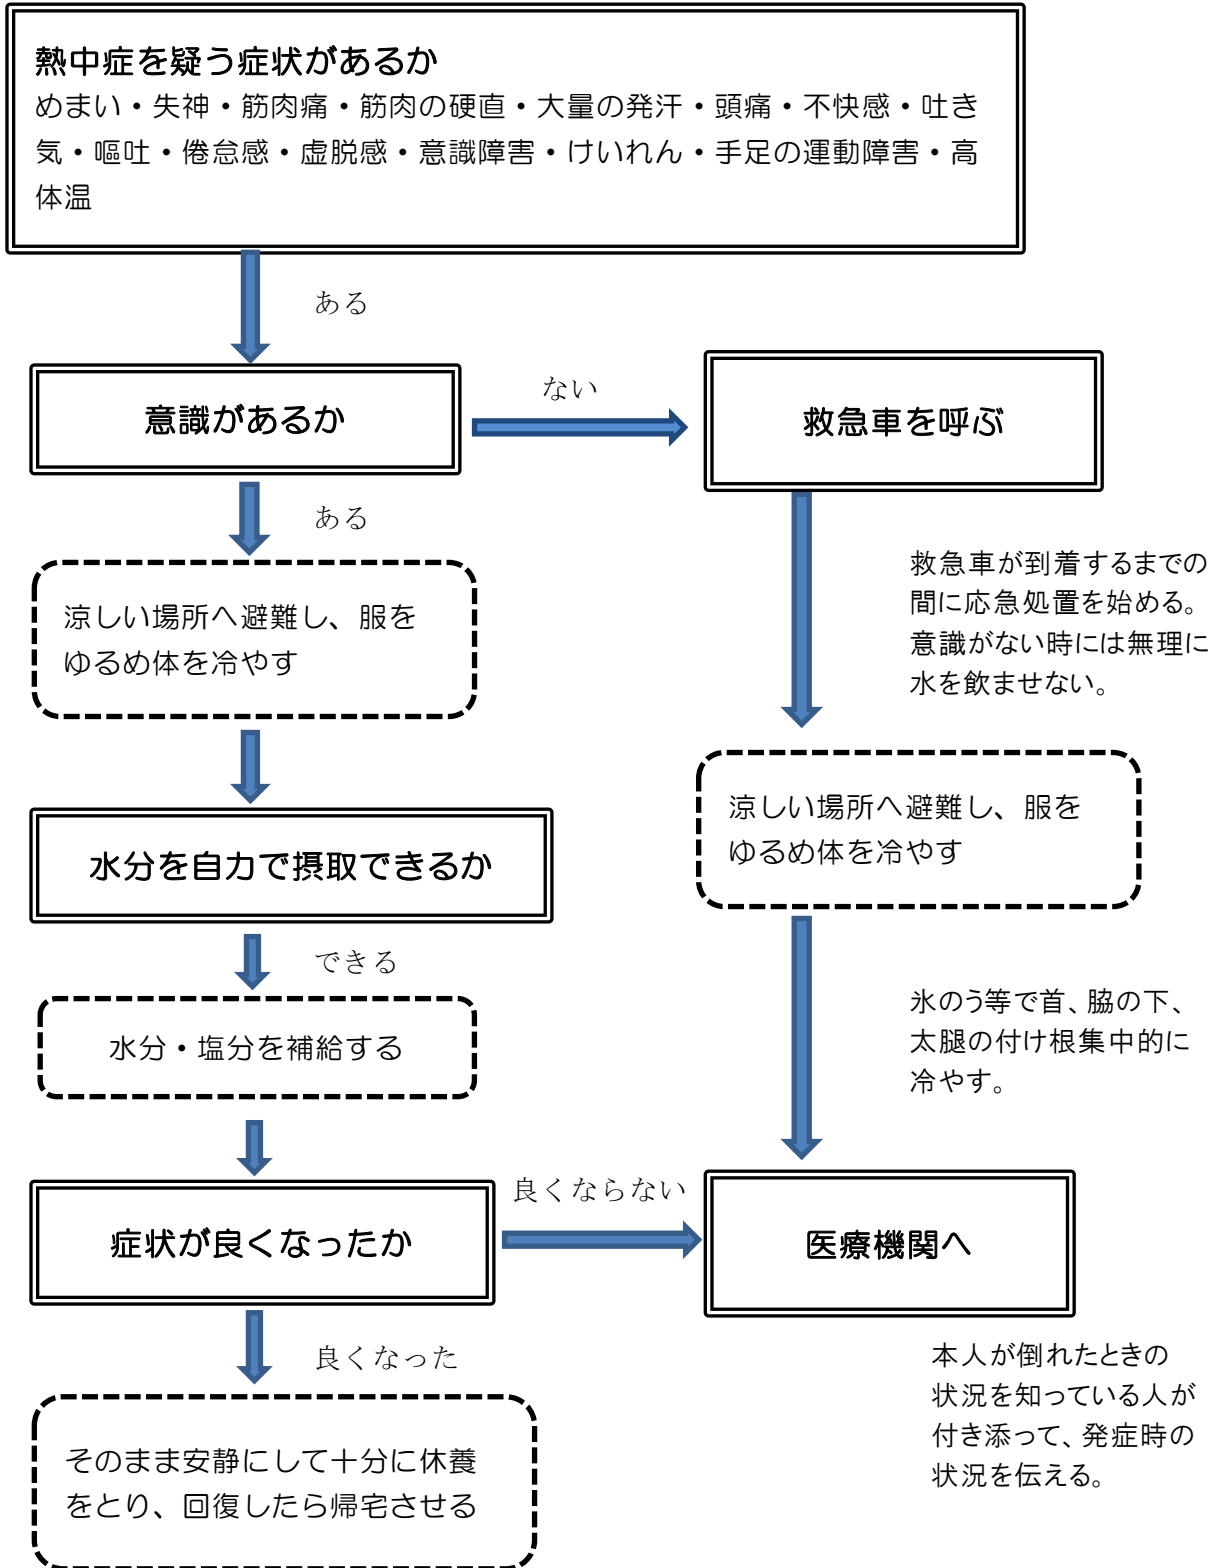 熱中症を疑う症状があるか
めまい・失神・筋肉痛・筋肉の硬直・大量の発汗・頭痛・不快感・吐き
気・嘔吐・倦怠感・虚脱感・意識障害・けいれん・手足の運動障害・高
体温
ある
意識があるか
ない
救急車を呼ぶ
ある
救急車が到着するまでの
間に応急処置を始める。
意識がない時には無理に
水を飲ませない。
涼しい場所へ避難し、服を
ゆるめ体を冷やす
涼しい場所へ避難し、服を
ゆるめ体を冷やす
水分を自力で摂取できるか
できる
水分・塩分を補給する
氷のう等で首、脇の下、
太腿の付け根集中的に
冷やす。
症状が良くなったか
良くならない
医療機関へ
良くなった
本人が倒れたときの
状況を知っている人が
付き添って、発症時の
状況を伝える。
そのまま安静にして十分に休養
をとり、回復したら帰宅させる